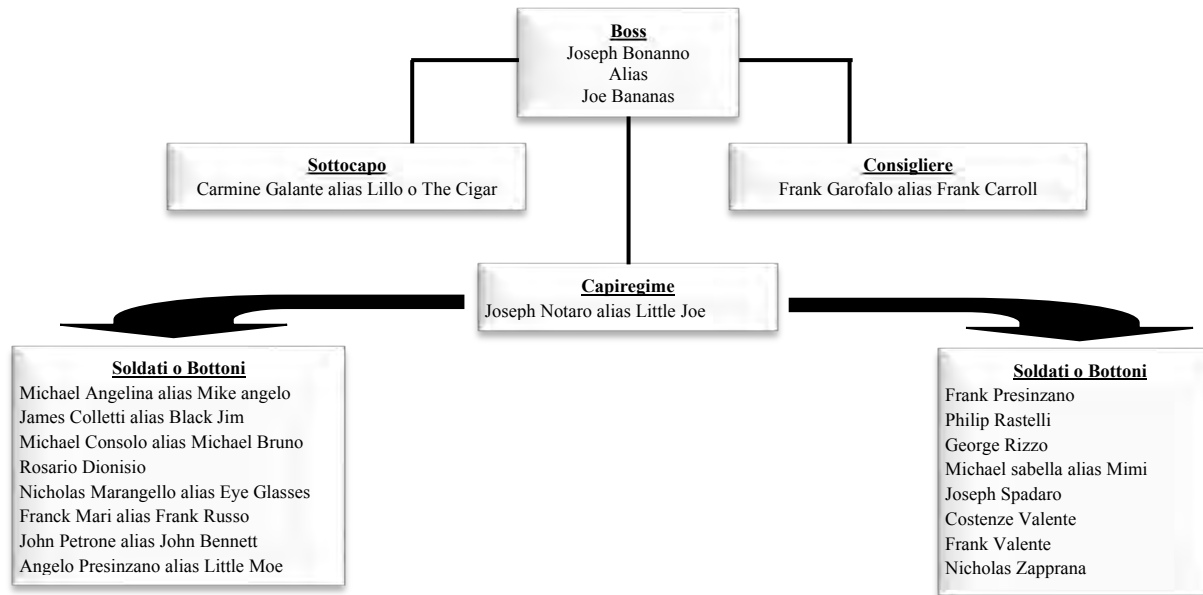 Boss
Joseph Bonanno
Alias
Joe Bananas
Sottocapo
Carmine Galante alias Lillo o The Cigar
Consigliere
Frank Garofalo alias Frank Carroll
Capiregime
Joseph Notaro alias Little Joe
Soldati o Bottoni
Michael Angelina alias Mike angelo
James Colletti alias Black Jim
Michael Consolo alias Michael Bruno
Rosario Dionisio
Nicholas Marangello alias Eye Glasses
Franck Mari alias Frank Russo
John Petrone alias John Bennett
Angelo Presinzano alias Little Moe
Soldati o Bottoni
Frank Presinzano
Philip Rastelli
George Rizzo
Michael sabella alias Mimi
Joseph Spadaro
Costenze Valente
Frank Valente
Nicholas Zapprana